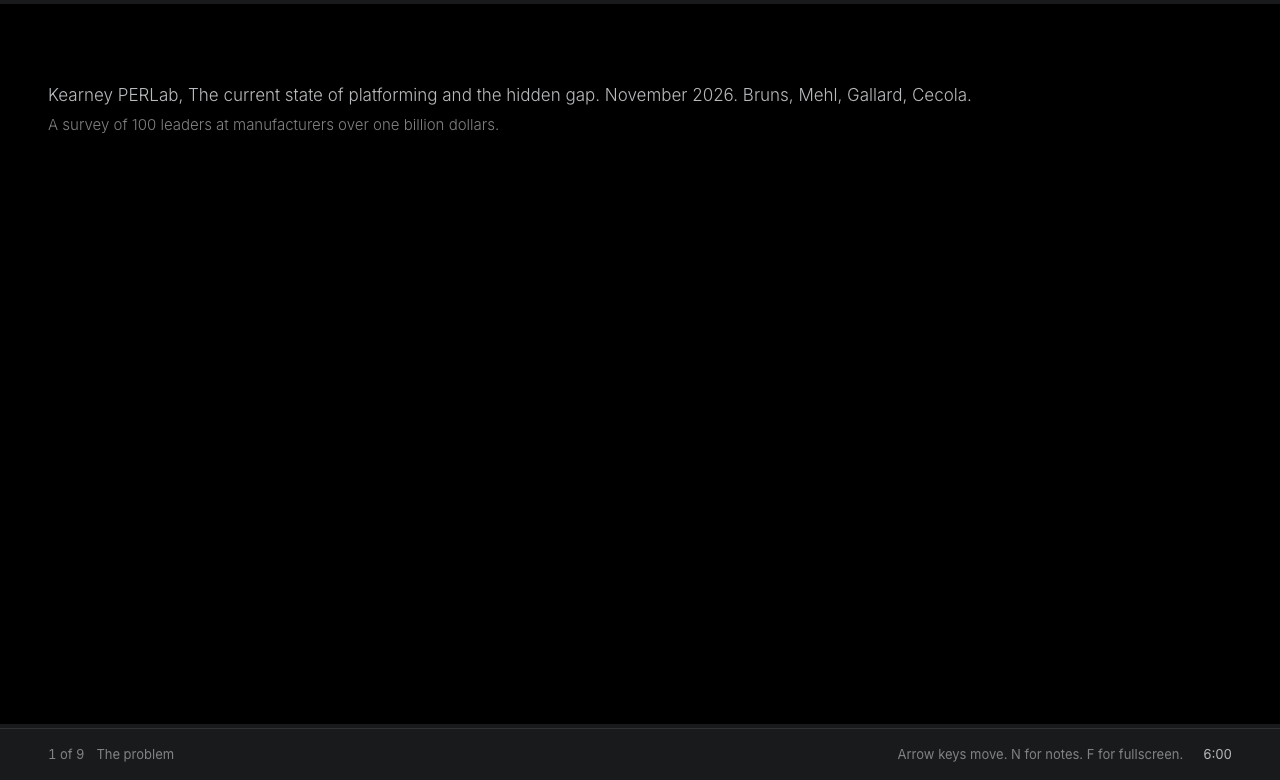 Kearney PERLab, The current state of platforming and the hidden gap. November 2026. Bruns, Mehl, Gallard, Cecola.
A survey of 100 leaders at manufacturers over one billion dollars.
1 of 9 The problem
Arrow keys move. N for notes. F for fullscreen. 6:00